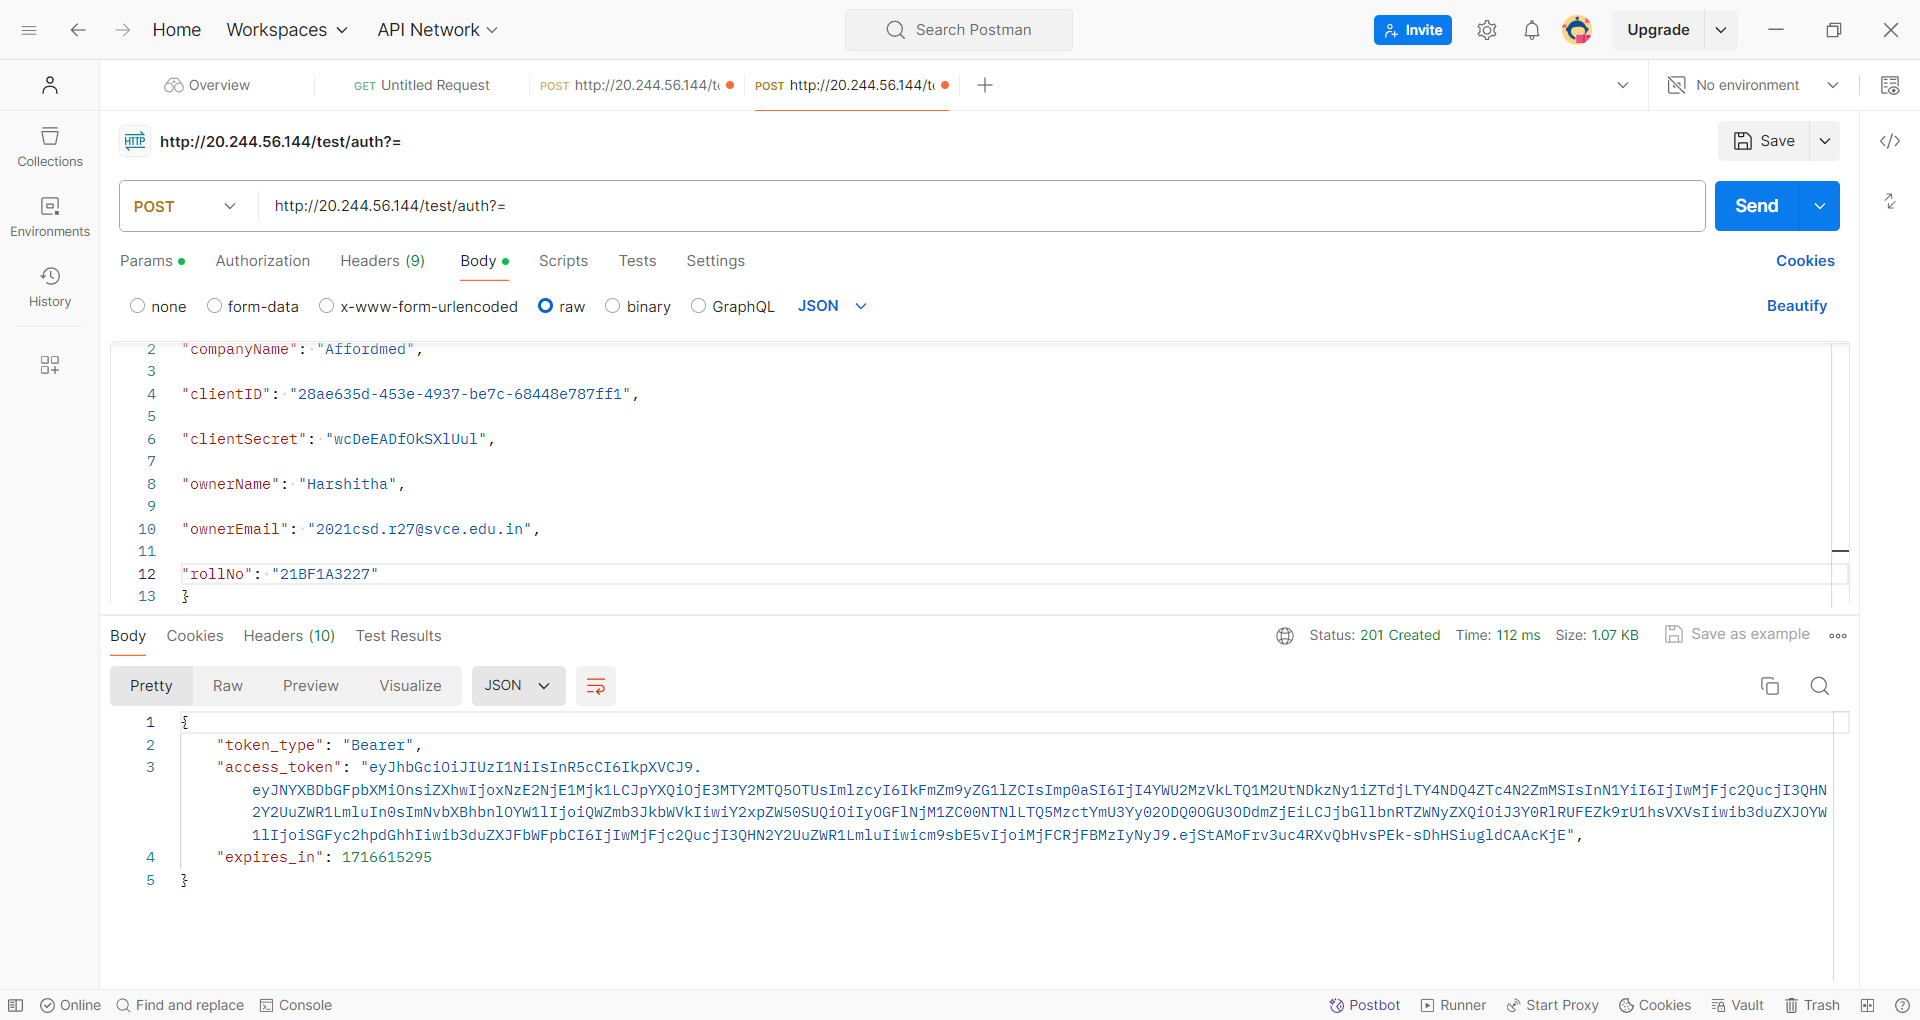 Home Workspaces API Network Search Postman Invite Upgrade
Overview GET Untitled Request POST http://20.244.56.144/t POST http://20.244.56.144/t No environment
HTTP http://20.244.56.144/test/auth?= Save
Collections
POST http://20.244.56.144/test/auth?= Send
Environments
Params Authorization Headers (9) Body Scripts Tests Settings Cookies
History
none form-data x-www-form-urlencoded raw binary GraphQL JSON Beautify
2 "companyName": "Affordmed",
3
4 "clientID": "28ae635d-453e-4937-be7c-68448e787ff1",
5
6 "clientSecret": "wcDeEADfOkSXlUul",
7
8 "ownerName": "Harshitha",
9
10 "ownerEmail": "2021csd.r27@svce.edu.in",
11
12 "rollNo": "21BF1A3227"
13 }
Body Cookies Headers (10) Test Results Status: 201 Created Time: 112 ms Size: 1.07 KB Save as example
Pretty Raw Preview Visualize JSON
1 {
2 "token_type": "Bearer",
3 "access_token": "eyJhbGciOiJIUzI1NiIsInR5cCI6IkpXVCJ9.
4 "expires_in": 1716615295
5 }
Online Find and replace Console Postbot Runner Start Proxy Cookies Vault Trash